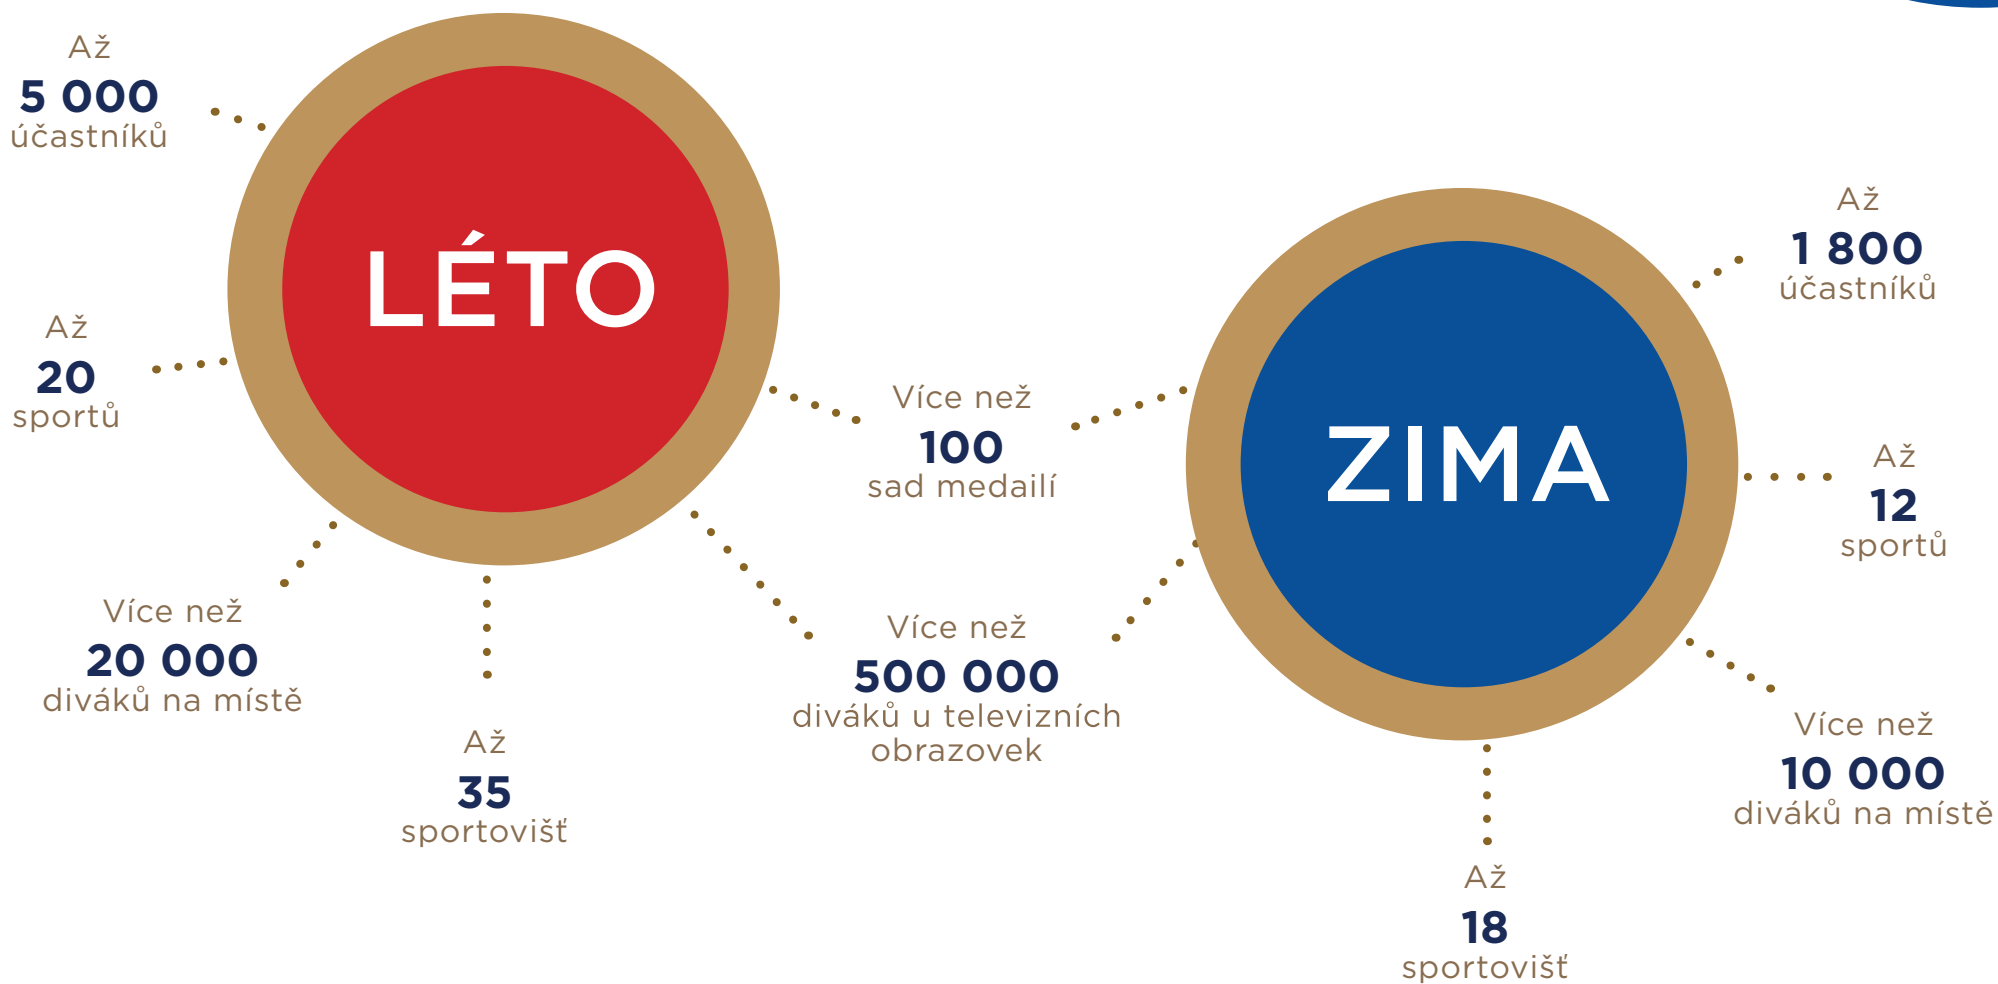 Až
5 000
účastníků
LÉTO
Až
20
sportů
Více než
20 000
diváků na místě
Až
35
sportovišť
Více než
100
sad medailí
Více než
500 000
diváků u televizních
obrazovek
ZIMA
Až
1 800
účastníků
Až
12
sportů
Více než
10 000
diváků na místě
Až
18
sportovišť